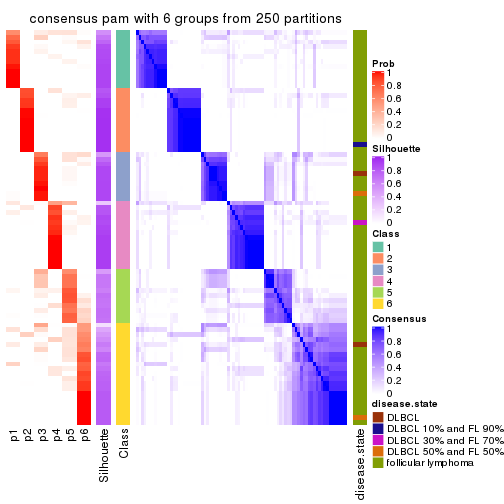 consensus pam with 6 groups from 250 partitions
Prob
1
0.8
0.6
0.4
0.2
0
Silhouette
1
0.8
0.6
0.4
0.2
0
Class
1
2
3
4
5
6
Consensus
1
0.8
0.6
0.4
0.2
0
disease.state
DLBCL
DLBCL 10% and FL 90%
DLBCL 30% and FL 70%
DLBCL 50% and FL 50%
follicular lymphoma
p1
p2
p3
p4
p5
p6
Silhouette
Class
disease.state